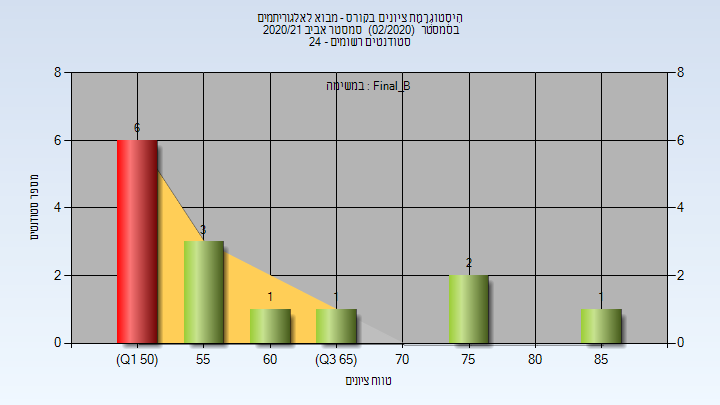 הִיסְטוֹגְרָמַת ציונים בקורס - מבוא לאלגוריתמים
בסמסטר (02/2020) סמסטר אביב 2020/21
סטודנטים רשומים - 24
במשימה : Final_B
8 8
6 6
4 4
2 2
0 0
6 3 1 1 2 1
מספר סטודנטים
(Q1 50) 55 60 (Q3 65) 70 75 80 85
טווח ציונים